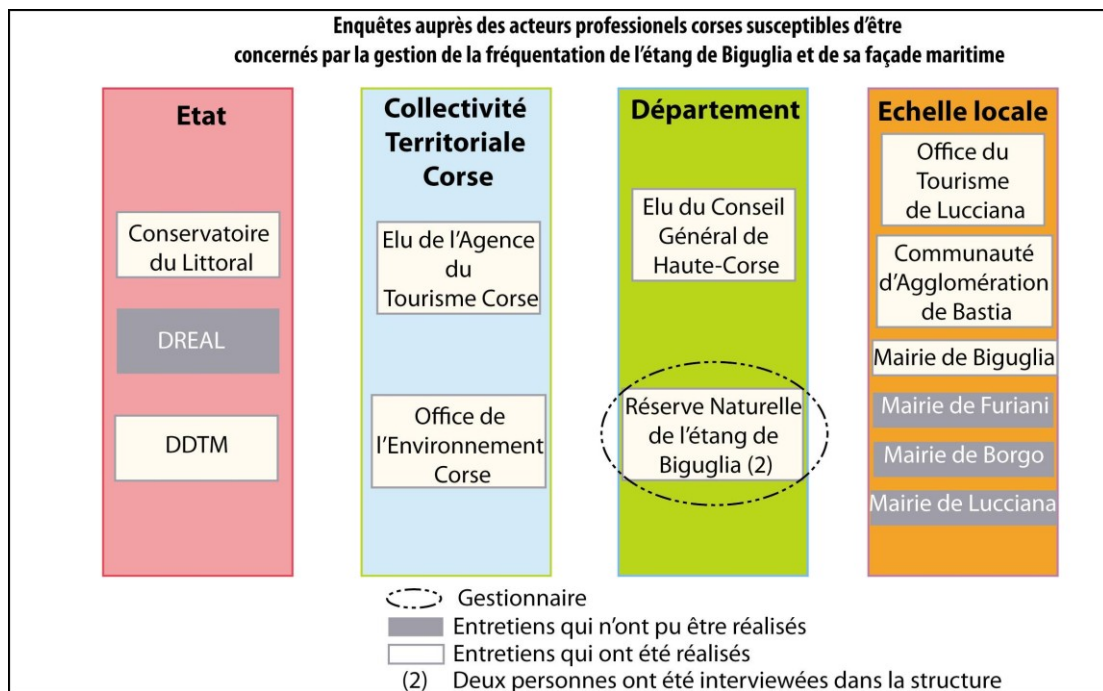 Enquêtes auprès des acteurs professionels corses susceptibles d'être
concernés par la gestion de la fréquentation de l'étang de Biguglia et de sa façade maritime
Etat
Conservatoire
du Littoral
DREAL
DDTM
Collectivité
Territoriale
Corse
Elu de l'Agence
du
Tourisme Corse
Office de
l'Environnement
Corse
Département
Elu du Conseil
Général de
Haute-Corse
Réserve Naturelle
de l'étang de
Biguglia (2)
Echelle locale
Office du
Tourisme
de Lucciana
Communauté
d'Agglomération
de Bastia
Mairie de Biguglia
Mairie de Furiani
Mairie de Borgo
Mairie de Lucciana
Gestionnaire
Entretiens qui n'ont pu être réalisés
Entretiens qui ont été réalisés
(2) Deux personnes ont été interviewées dans la structure